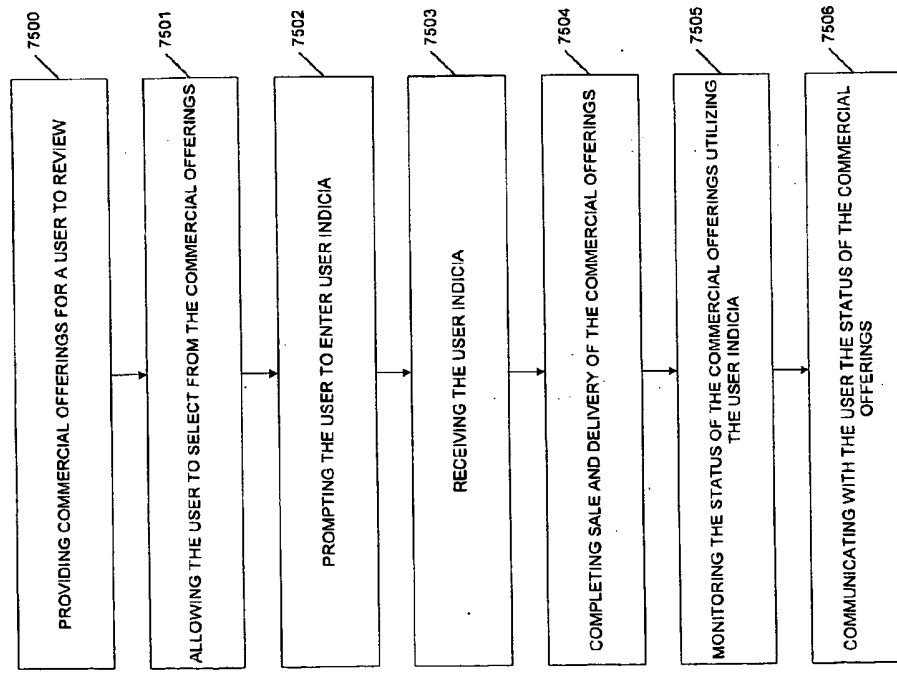 7500
PROVIDING COMMERCIAL OFFERINGS FOR A USER TO REVIEW
7501
ALLOWING THE USER TO SELECT FROM THE COMMERCIAL OFFERINGS
7502
PROMPTING THE USER TO ENTER USER INDICIA
7503
RECEIVING THE USER INDICIA
7504
COMPLETING SALE AND DELIVERY OF THE COMMERCIAL OFFERINGS
7505
MONITORING THE STATUS OF THE COMMERCIAL OFFERINGS UTILIZING
THE USER INDICIA
7506
COMMUNICATING WITH THE USER THE STATUS OF THE COMMERCIAL
OFFERINGS